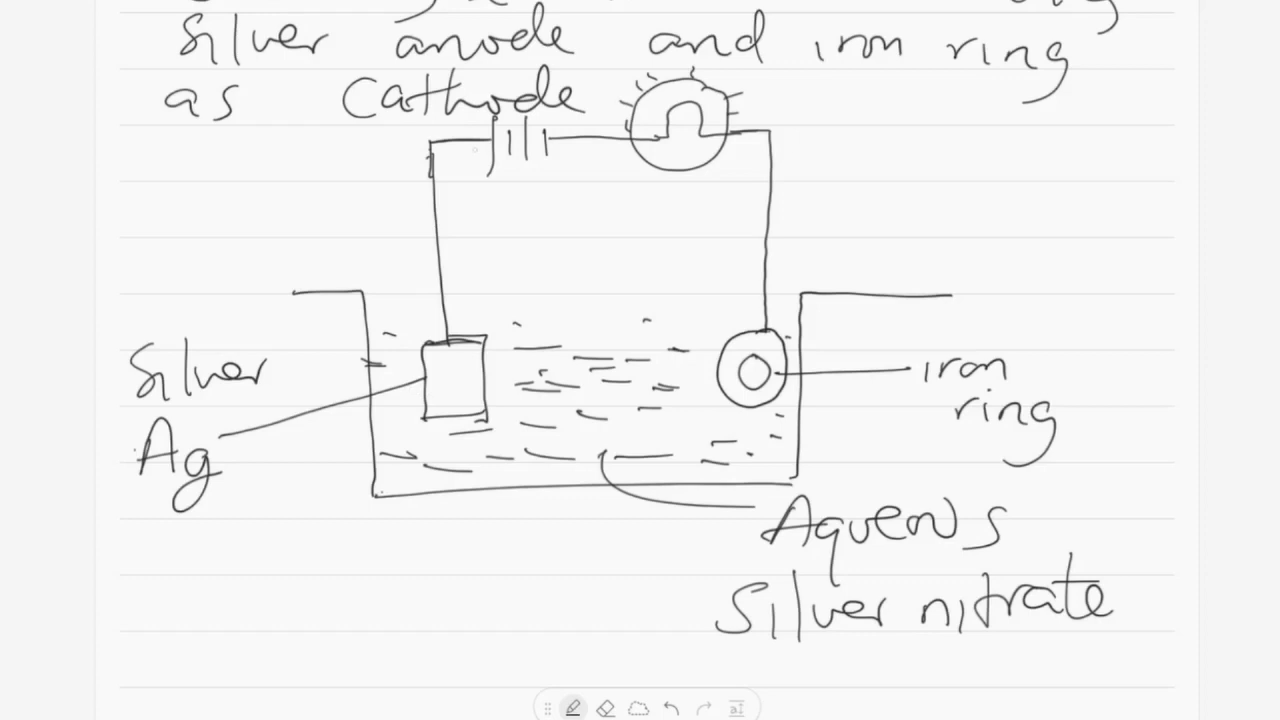 Silver anode and iron ring
as Cathode
Silver
Ag
iron
ring
Aqueous
Silver nitrate